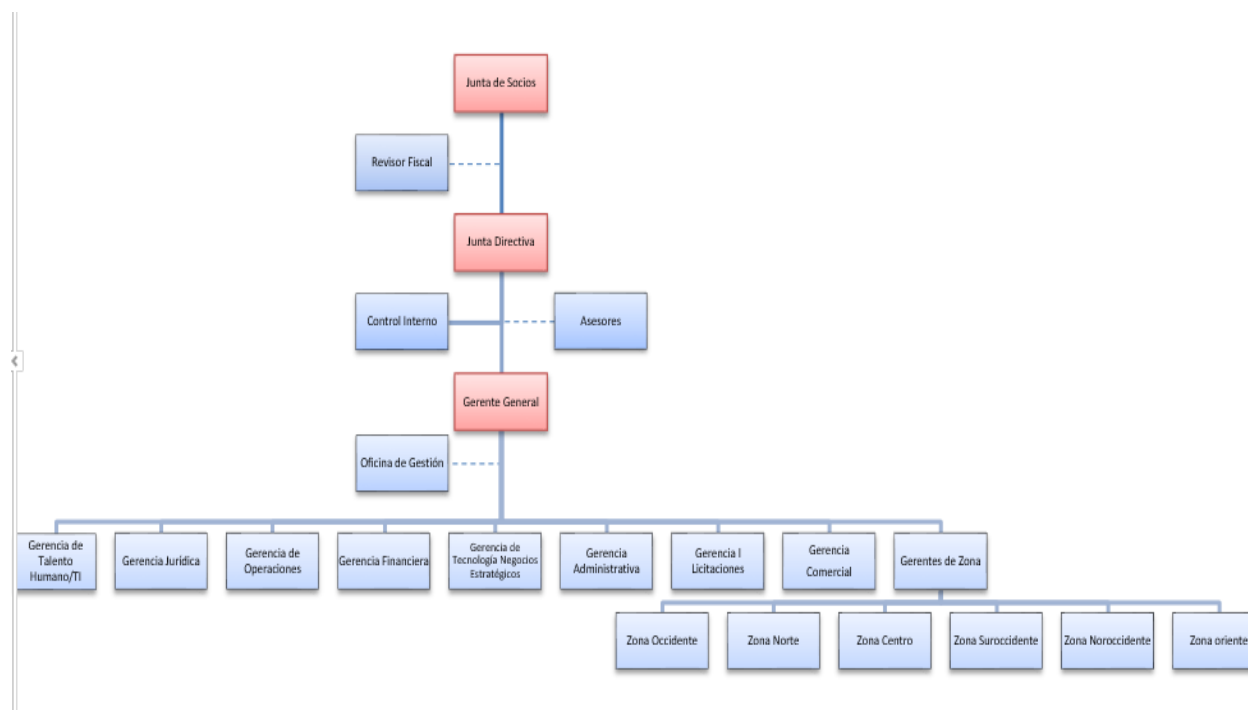 Junta de Socios
Revisor Fiscal
Junta Directiva
Control Interno
Asesores
Gerente General
Oficina de Gestión
Gerencia de
Talento
Humano/TI
Gerencia Jurídica
Gerencia de
Operaciones
Gerencia Financiera
Gerencia de
Tecnología Negocios
Estratégicos
Gerencia
Administrativa
Gerencia I
Licitaciones
Gerencia
Comercial
Gerentes de Zona
Zona Occidente
Zona Norte
Zona Centro
Zona Suroccidente
Zona Noroccidente
Zona oriente